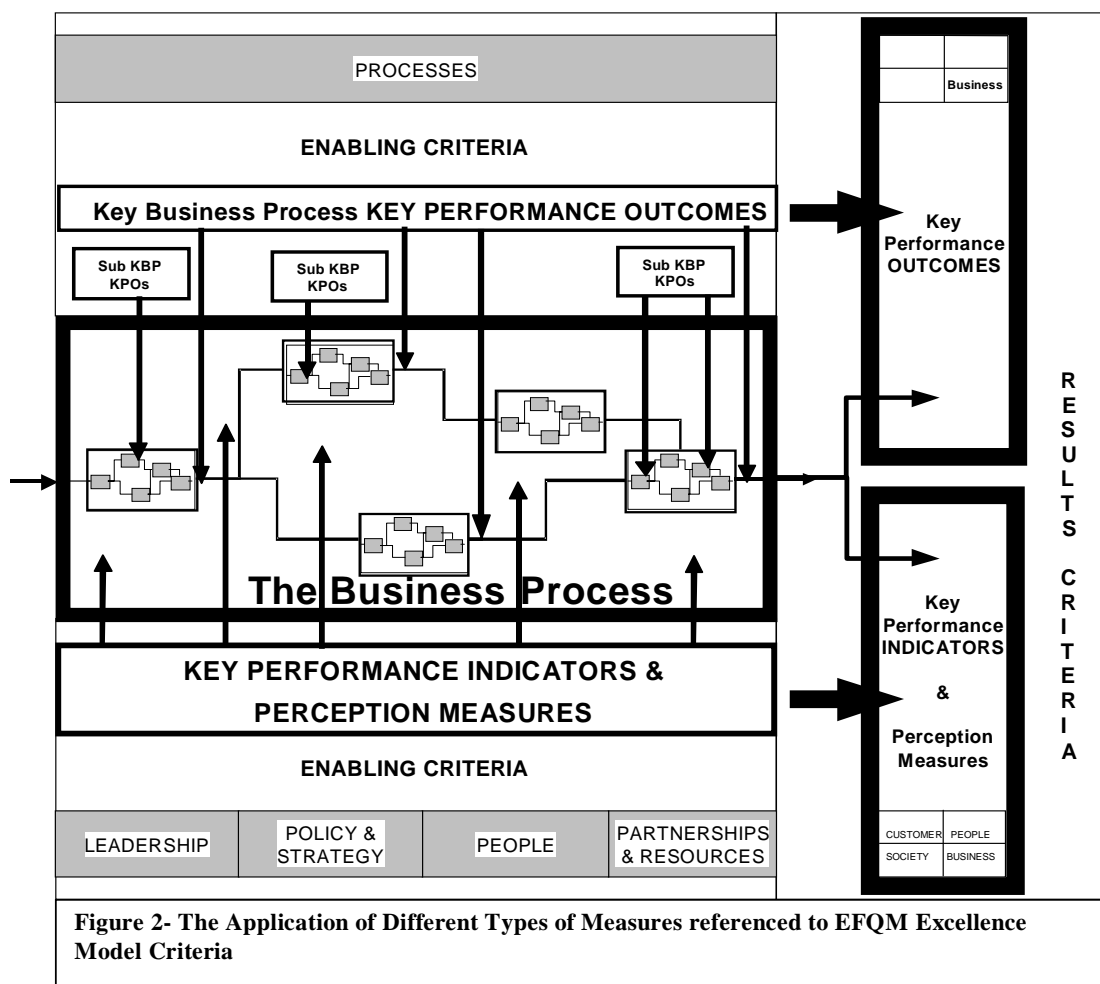 PROCESSES
ENABLING CRITERIA
Key Business Process KEY PERFORMANCE OUTCOMES
Sub KBP
KPOs
Sub KBP
KPOs
Sub KBP
KPOs
The Business Process
KEY PERFORMANCE INDICATORS &
PERCEPTION MEASURES
ENABLING CRITERIA
LEADERSHIP
POLICY &
STRATEGY
PEOPLE
PARTNERSHIPS
& RESOURCES
Business
Key
Performance
OUTCOMES
Key
Performance
INDICATORS
&
Perception
Measures
CUSTOMER PEOPLE
SOCIETY BUSINESS
RESULTS CRITERIA
Figure 2- The Application of Different Types of Measures referenced to EFQM Excellence
Model Criteria